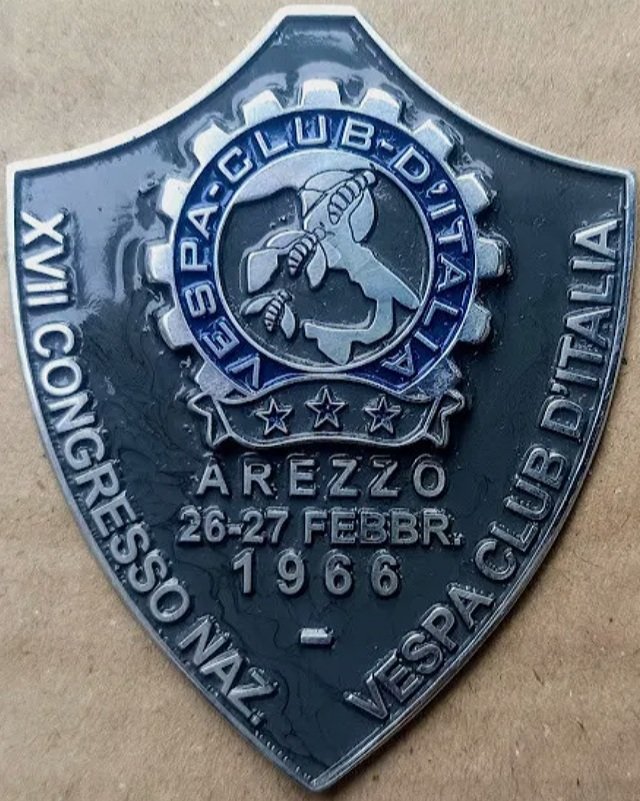 VESPA-CLUB-D'ITALIA
AREZZO
26-27 FEBBR.
1966
-
XVII CONGRESSO NAZ.
VESPA CLUB D'ITALIA